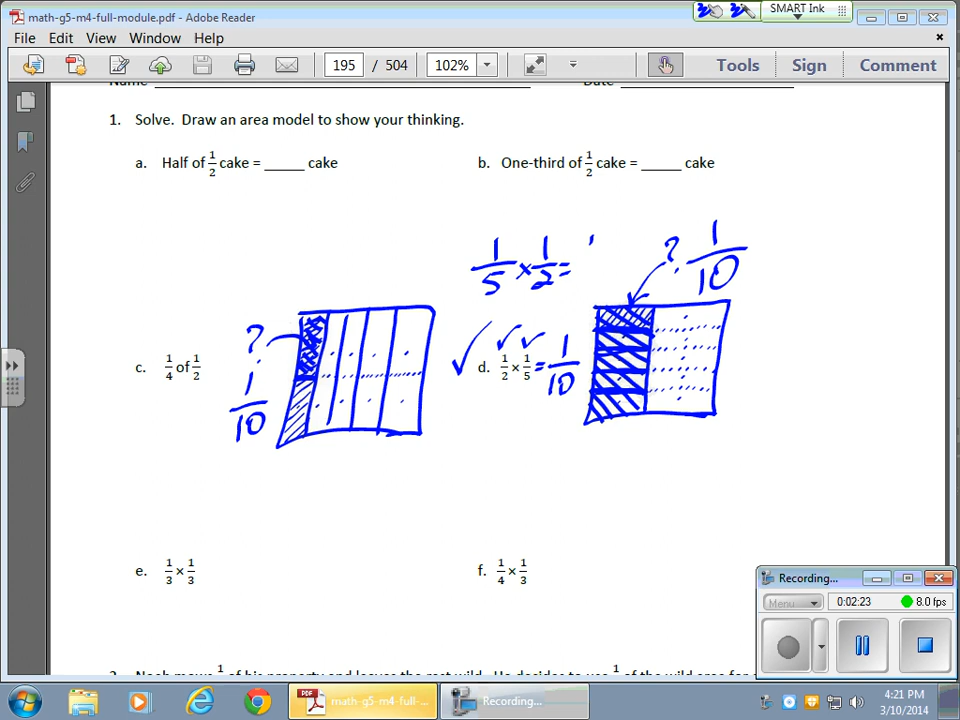 math-g5-m4-full-module.pdf - Adobe Reader
SMART Ink
File Edit View Window Help
195 / 504 102% Tools Sign Comment
Name Date
1. Solve. Draw an area model to show your thinking.
a. Half of 1/2 cake = _____ cake
b. One-third of 1/2 cake = _____ cake
1/5 × 1/2 =
? 1/10
? 1/10
c. 1/4 of 1/2
d. 1/2 × 1/5 = 1/10
e. 1/3 × 1/3
f. 1/4 × 1/3
Recording...
Menu 0:02:23 8.0 fps
math-g5-m4-full-...
Recording...
4:21 PM
3/10/2014